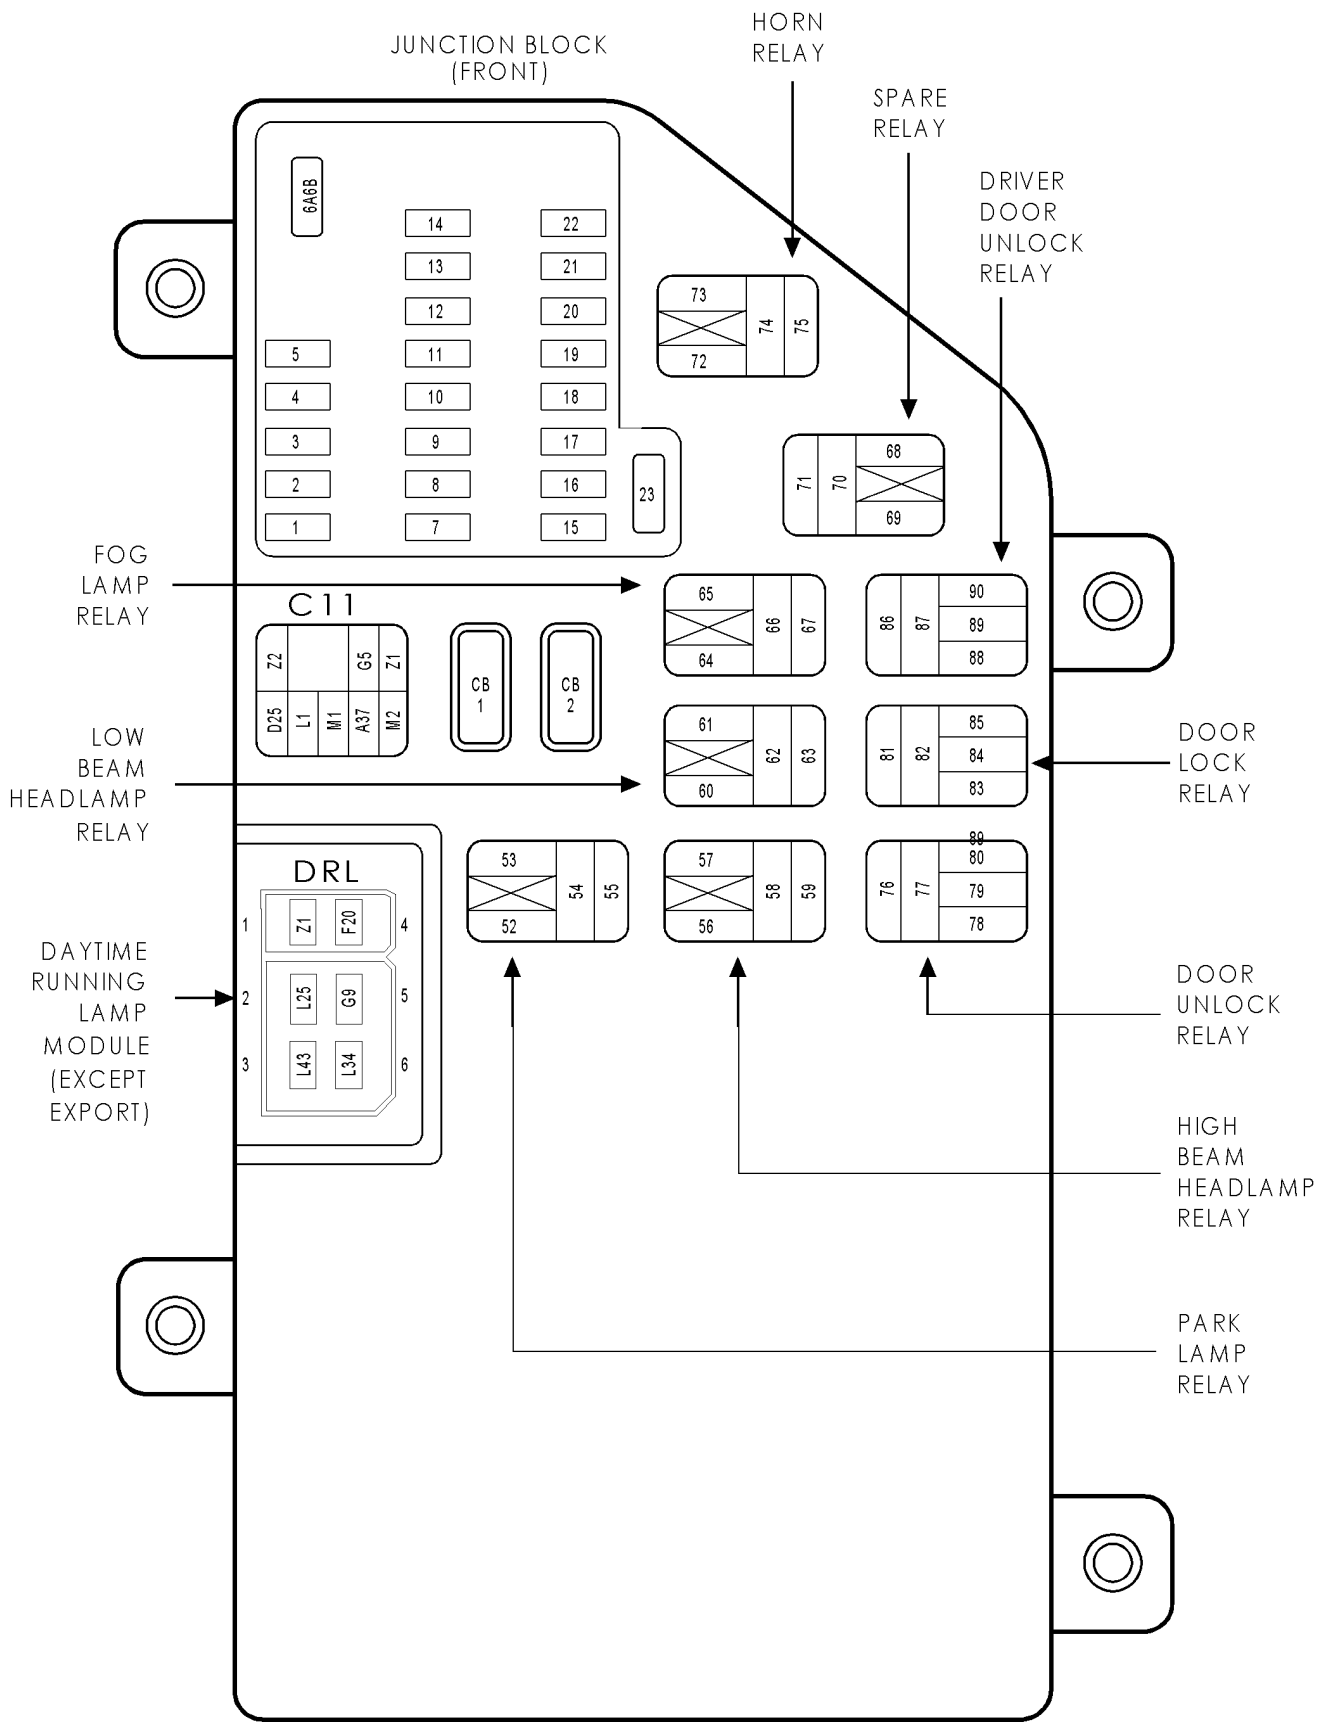 JUNCTION BLOCK
(FRONT)
HORN
RELAY
SPARE
RELAY
DRIVER
DOOR
UNLOCK
RELAY
6A6B
5
4
3
2
1
14
13
12
11
10
9
8
7
22
21
20
19
18
17
16
15
23
73
72
74
75
71
70
68
69
FOG
LAMP
RELAY
C11
Z2
G5
Z1
D25
L1
M1
A37
M2
CB
1
CB
2
65
64
66
67
86
87
90
89
88
LOW
BEAM
HEADLAMP
RELAY
61
60
62
63
81
82
85
84
83
DOOR
LOCK
RELAY
DRL
1
Z1
F20
4
2
L25
G9
5
3
L43
L34
6
DAYTIME
RUNNING
LAMP
MODULE
(EXCEPT
EXPORT)
53
52
54
55
57
56
58
59
76
77
89
80
79
78
DOOR
UNLOCK
RELAY
HIGH
BEAM
HEADLAMP
RELAY
PARK
LAMP
RELAY